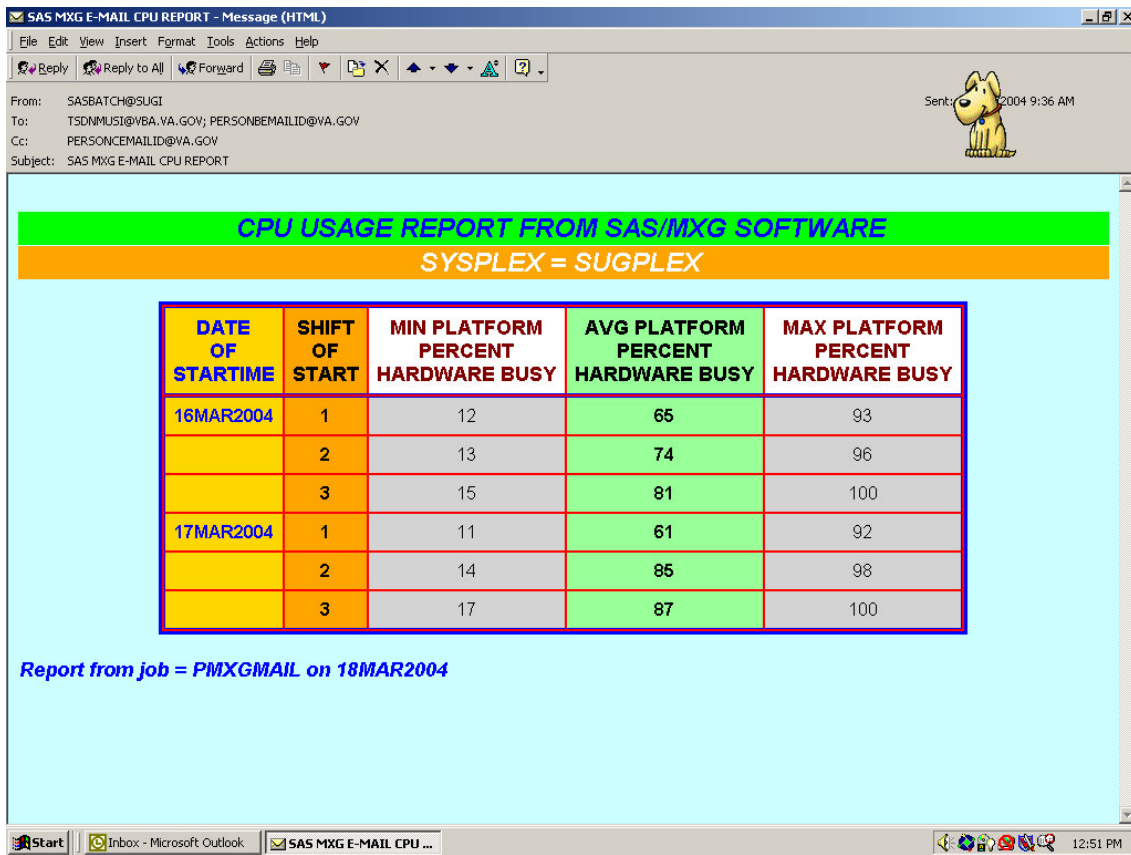 SAS MXG E-MAIL CPU REPORT - Message (HTML)
File Edit View Insert Format Tools Actions Help
Reply Reply to All Forward
From: SASBATCH@SUGI
Sent: 2004 9:36 AM
To: TSDNMUSI@VBA.VA.GOV; PERSONBEMAILID@VA.GOV
Cc: PERSONCEMAILID@VA.GOV
Subject: SAS MXG E-MAIL CPU REPORT
CPU USAGE REPORT FROM SAS/MXG SOFTWARE
SYSPLEX = SUGPLEX
DATE OF STARTIME SHIFT OF START MIN PLATFORM PERCENT HARDWARE BUSY AVG PLATFORM PERCENT HARDWARE BUSY MAX PLATFORM PERCENT HARDWARE BUSY
16MAR2004 1 12 65 93
2 13 74 96
3 15 81 100
17MAR2004 1 11 61 92
2 14 85 98
3 17 87 100
Report from job = PMXGMAIL on 18MAR2004
Start Inbox - Microsoft Outlook SAS MXG E-MAIL CPU ... 12:51 PM